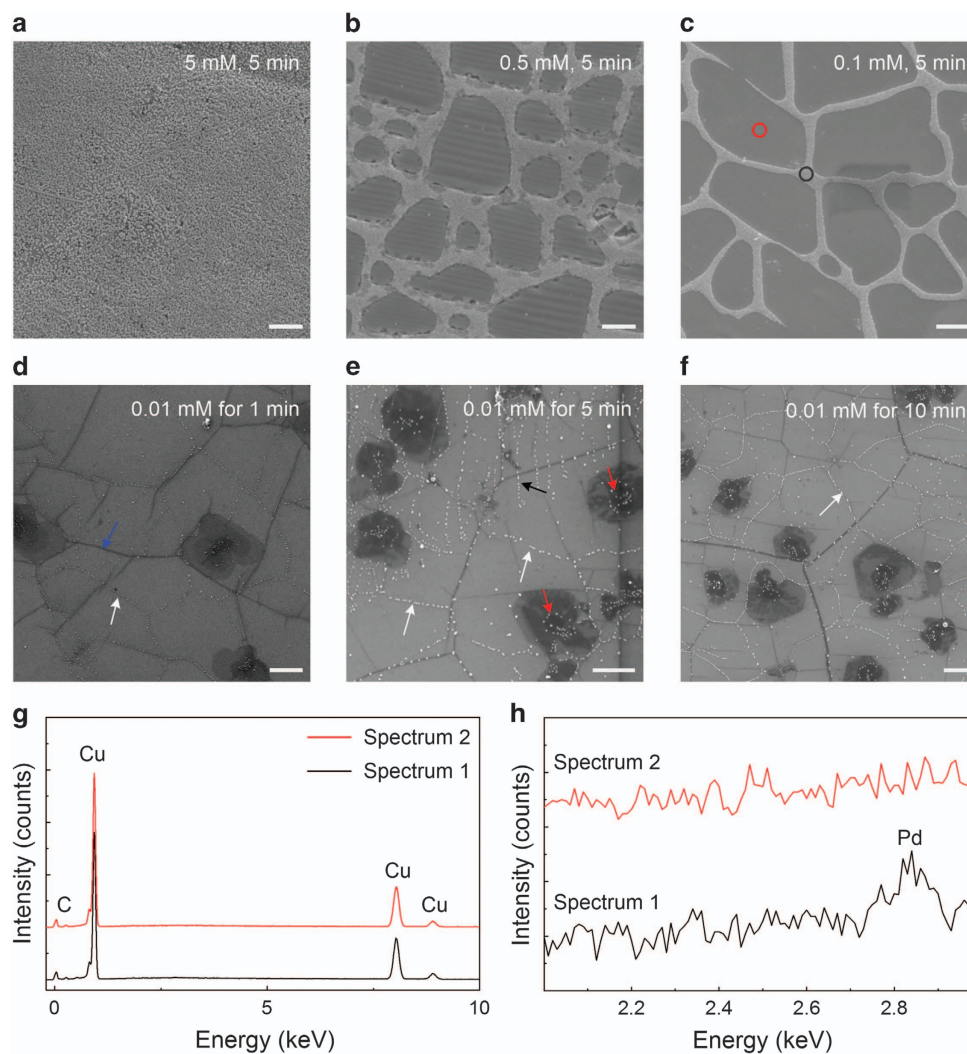 a
b
c
5 mM, 5 min
0.5 mM, 5 min
0.1 mM, 5 min
d
e
f
0.01 mM for 1 min
0.01 mM for 5 min
0.01 mM for 10 min
g
h
Cu
Spectrum 2
Spectrum 1
C
Cu
Cu
Intensity (counts)
0
5
10
Energy (keV)
Spectrum 2
Pd
Spectrum 1
Intensity (counts)
2.2
2.4
2.6
2.8
Energy (keV)